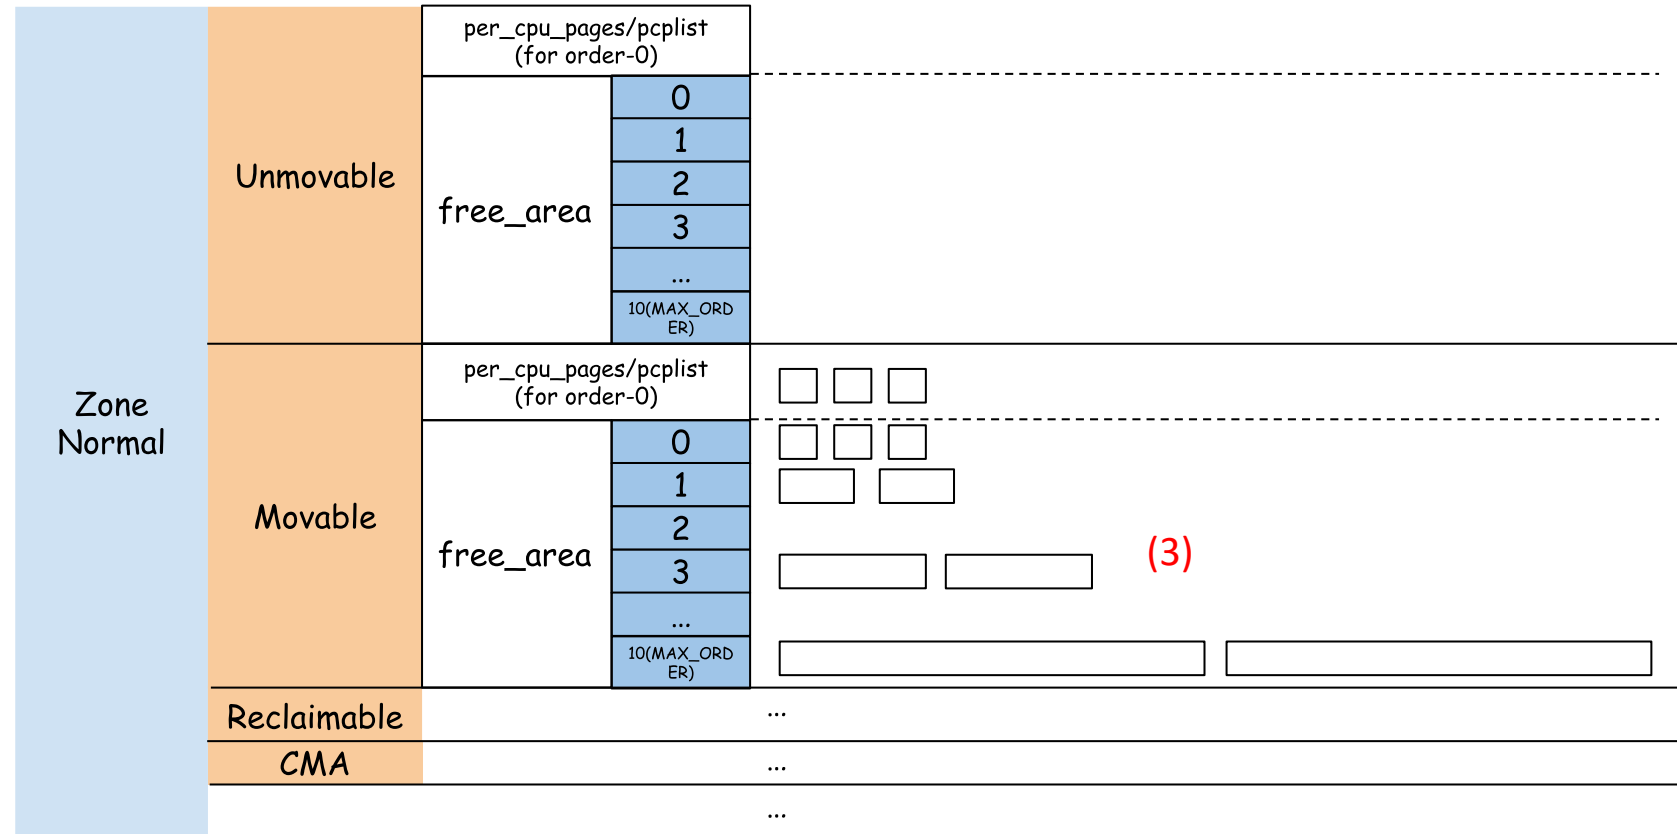 Zone
Normal
Unmovable
per_cpu_pages/pcplist
(for order-0)
free_area
0
1
2
3
...
10(MAX_ORD
ER)
Movable
per_cpu_pages/pcplist
(for order-0)
free_area
0
1
2
3
...
10(MAX_ORD
ER)
(3)
Reclaimable
...
CMA
...
...